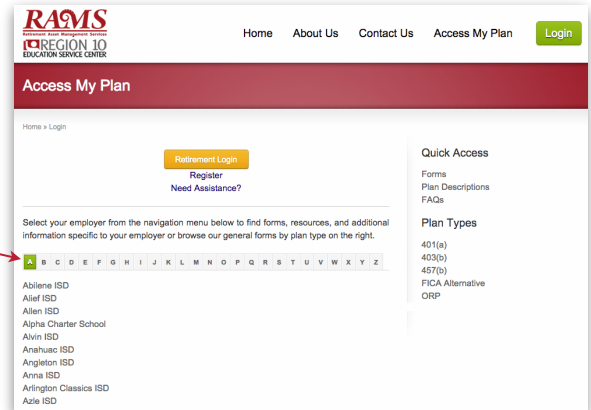 RAMS
Retirement Asset Management Services
REGION 10
EDUCATION SERVICE CENTER
Home About Us Contact Us Access My Plan Login
Access My Plan
Home » Login
Retirement Login
Register
Need Assistance?
Select your employer from the navigation menu below to find forms, resources, and additional
information specific to your employer or browse our general forms by plan type on the right.
A B C D E F G H I J K L M N O P Q R S T U V W X Y Z
Abilene ISD
Alief ISD
Allen ISD
Alpha Charter School
Alvin ISD
Anahuac ISD
Angleton ISD
Anna ISD
Arlington Classics ISD
Azle ISD
Quick Access
Forms
Plan Descriptions
FAQs
Plan Types
401(a)
403(b)
457(b)
FICA Alternative
ORP